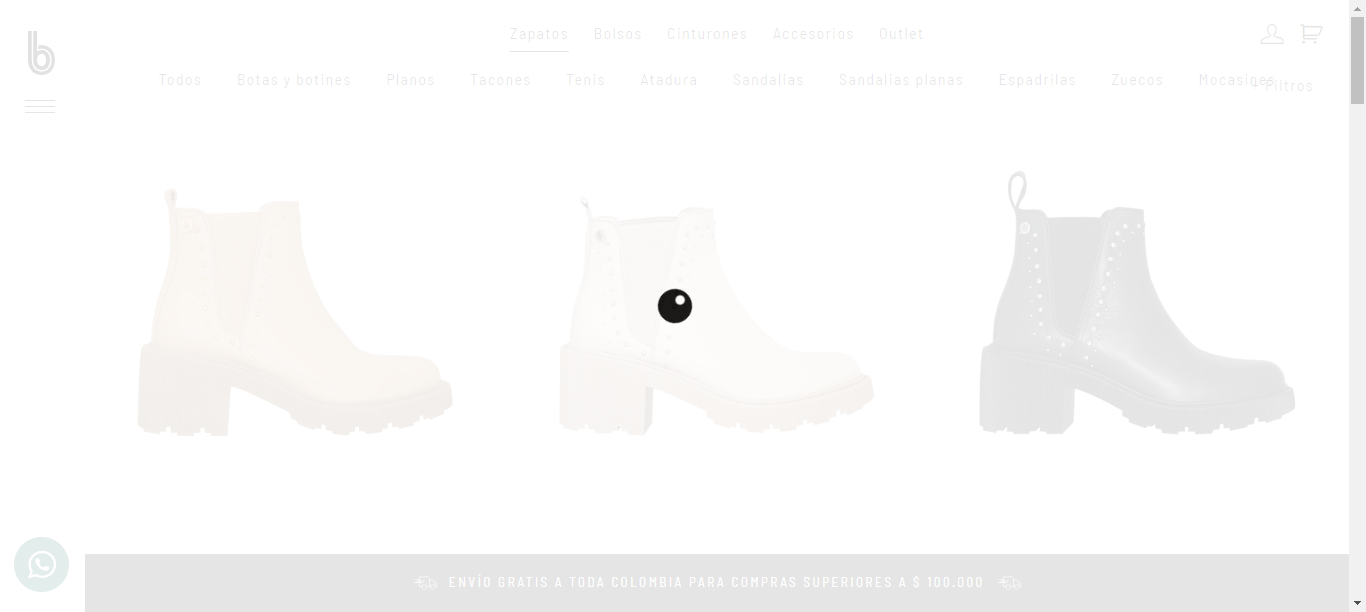 b
Zapatos Bolsos Cinturones Accesorios Outlet
Todos Botas y botines Planos Tacones Tenis Atadura Sandalias Sandalias planas Espadrilas Zuecos Mocasines
+ Filtros
ENVÍO GRATIS A TODA COLOMBIA PARA COMPRAS SUPERIORES A $ 100.000